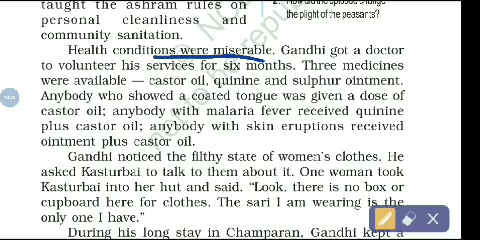 taught the ashram rules on
personal cleanliness and
community sanitation.
the plight of the peasants?
Health conditions were miserable. Gandhi got a doctor
to volunteer his services for six months. Three medicines
were available — castor oil, quinine and sulphur ointment.
Anybody who showed a coated tongue was given a dose of
castor oil; anybody with malaria fever received quinine
plus castor oil; anybody with skin eruptions received
ointment plus castor oil.
Gandhi noticed the filthy state of women's clothes. He
asked Kasturbai to talk to them about it. One woman took
Kasturbai into her hut and said, "Look, there is no box or
cupboard here for clothes. The sari I am wearing is the
only one I have."
During his long stay in Champaran, Gandhi kept a